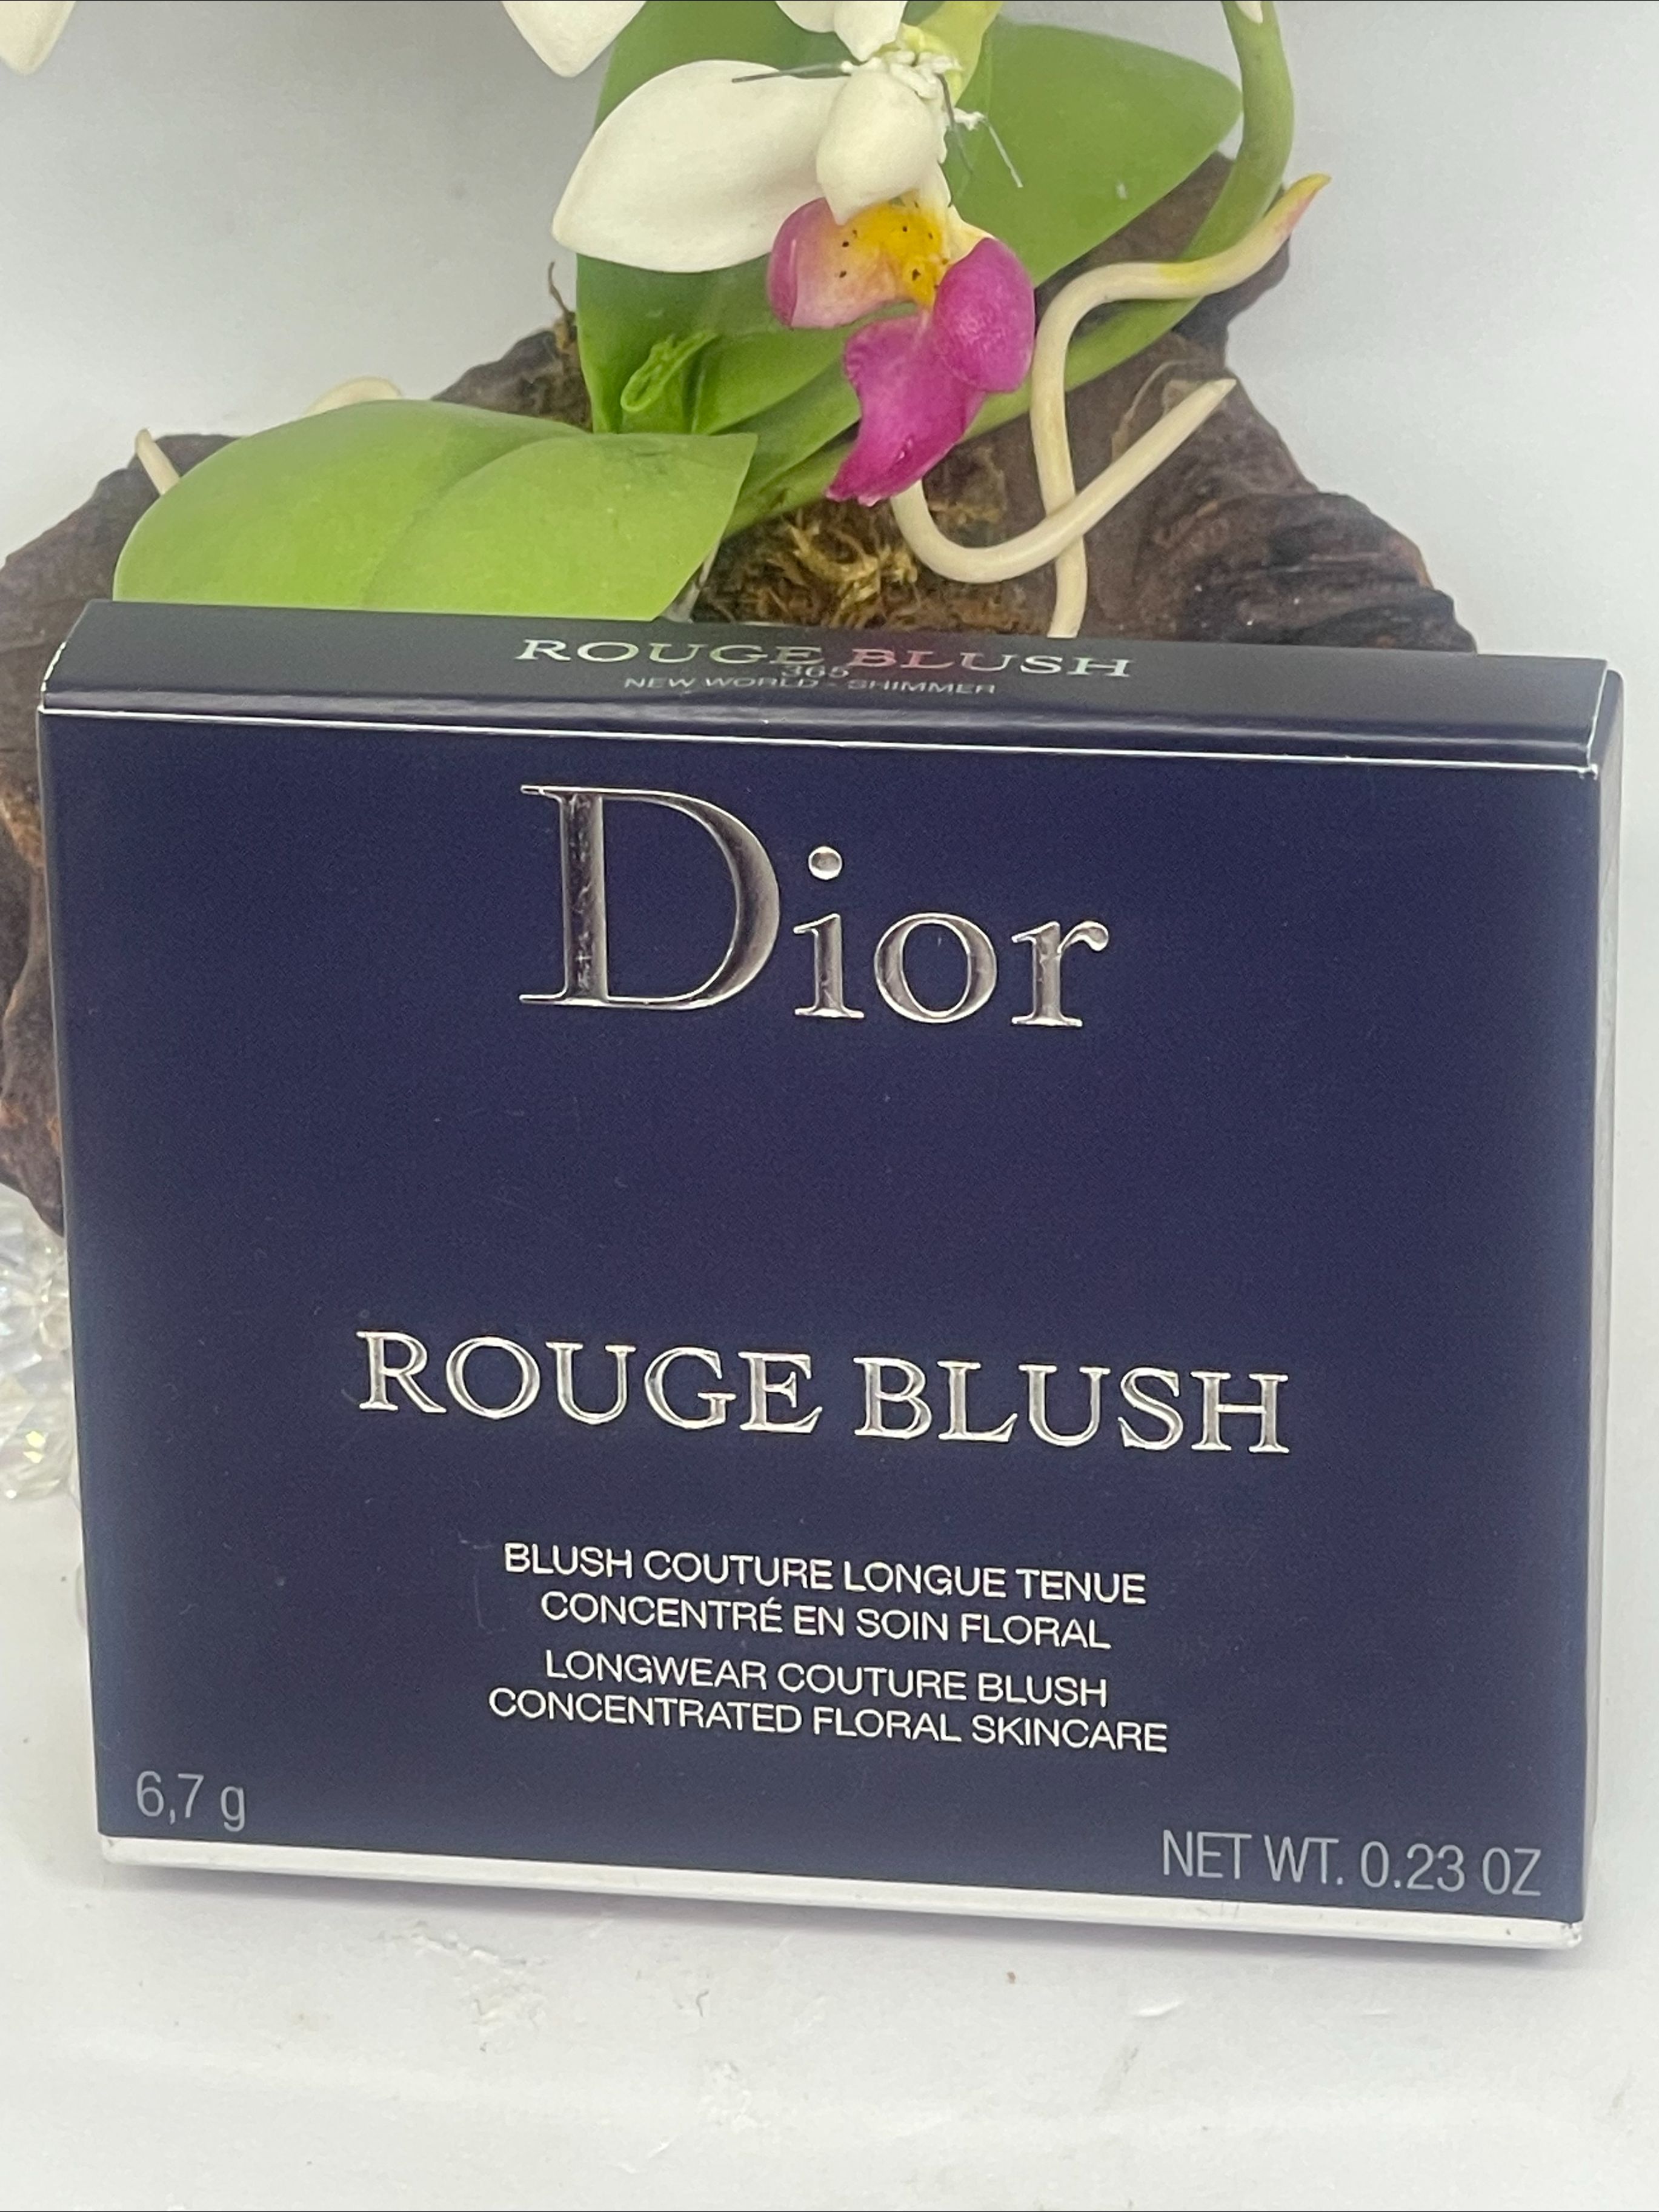 ROUGE BLUSH
365
NEW WORLD - SHIMMER
Dior
ROUGE BLUSH
BLUSH COUTURE LONGUE TENUE
CONCENTRÉ EN SOIN FLORAL
LONGWEAR COUTURE BLUSH
CONCENTRATED FLORAL SKINCARE
6,7 g
NET WT. 0.23 OZ